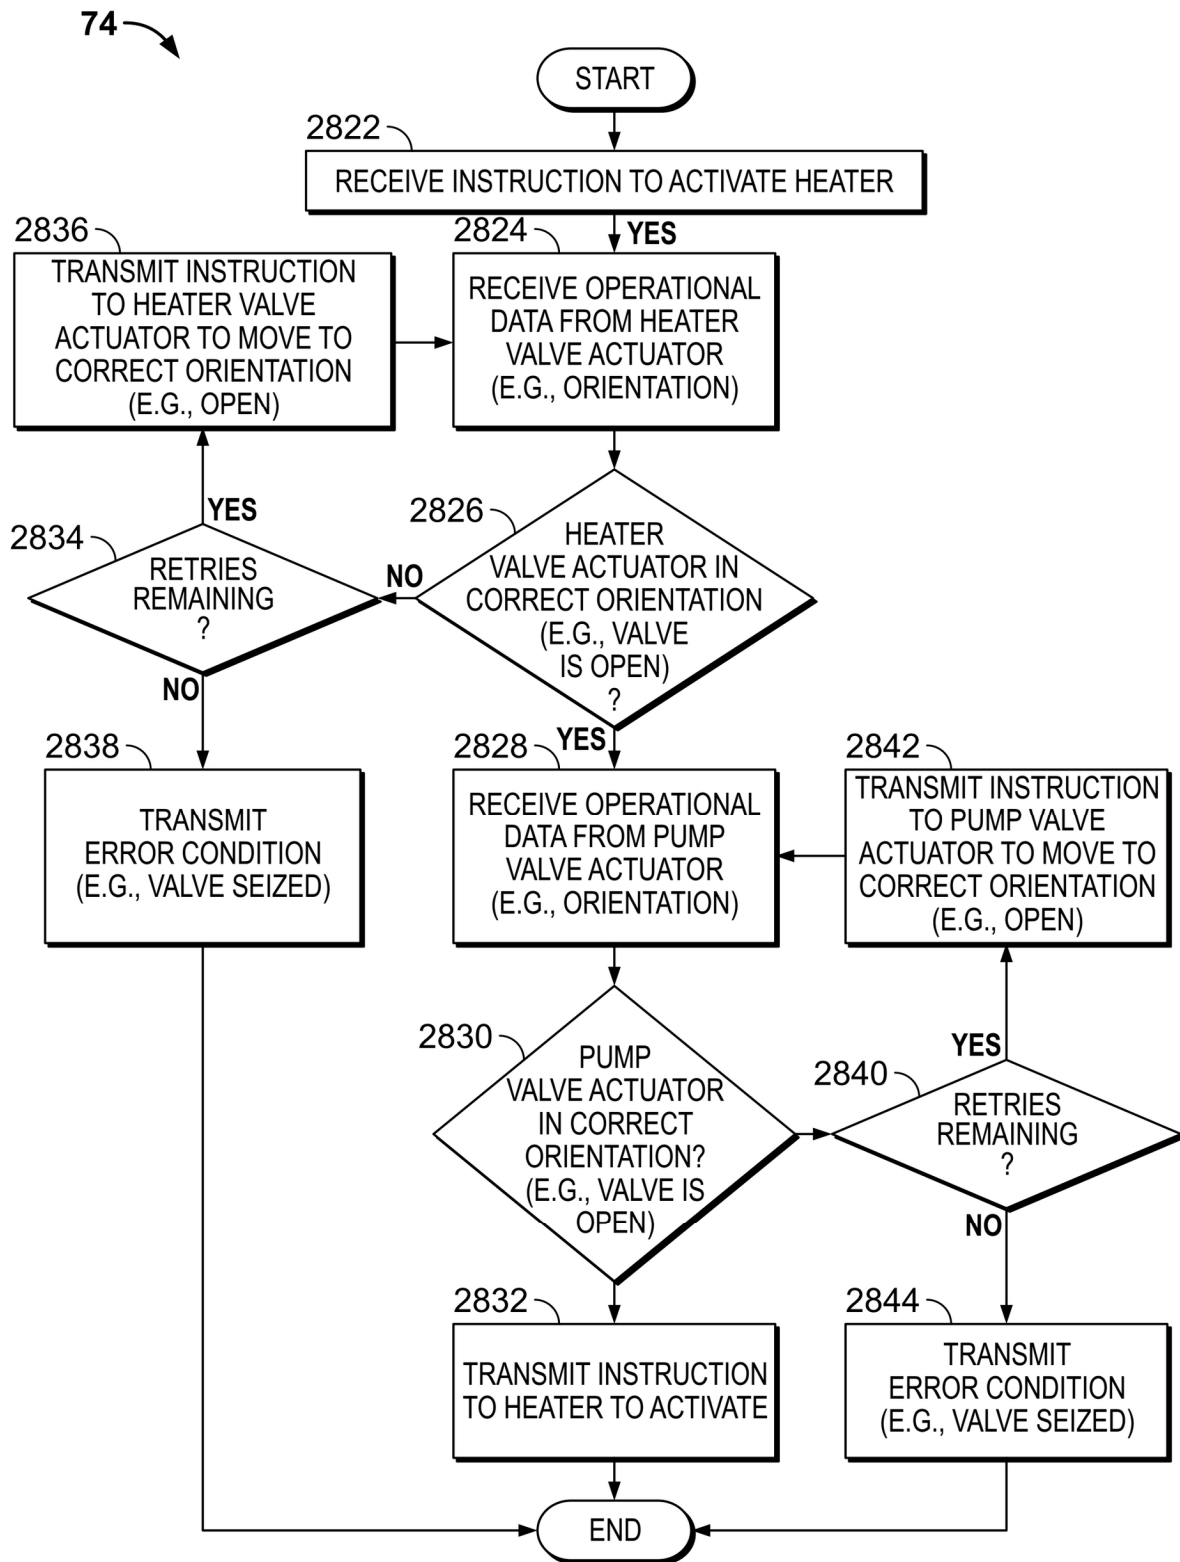 74
START
2822
RECEIVE INSTRUCTION TO ACTIVATE HEATER
YES
2836
TRANSMIT INSTRUCTION
TO HEATER VALVE
ACTUATOR TO MOVE TO
CORRECT ORIENTATION
(E.G., OPEN)
2824
RECEIVE OPERATIONAL
DATA FROM HEATER
VALVE ACTUATOR
(E.G., ORIENTATION)
2826
HEATER
VALVE ACTUATOR IN
CORRECT ORIENTATION
(E.G., VALVE
IS OPEN)
?
NO
YES
2834
RETRIES
REMAINING
?
YES
NO
2838
TRANSMIT
ERROR CONDITION
(E.G., VALVE SEIZED)
2828
RECEIVE OPERATIONAL
DATA FROM PUMP
VALVE ACTUATOR
(E.G., ORIENTATION)
2842
TRANSMIT INSTRUCTION
TO PUMP VALVE
ACTUATOR TO MOVE TO
CORRECT ORIENTATION
(E.G., OPEN)
2830
PUMP
VALVE ACTUATOR
IN CORRECT
ORIENTATION?
(E.G., VALVE IS
OPEN)
YES
2840
RETRIES
REMAINING
?
NO
2832
TRANSMIT INSTRUCTION
TO HEATER TO ACTIVATE
2844
TRANSMIT
ERROR CONDITION
(E.G., VALVE SEIZED)
END